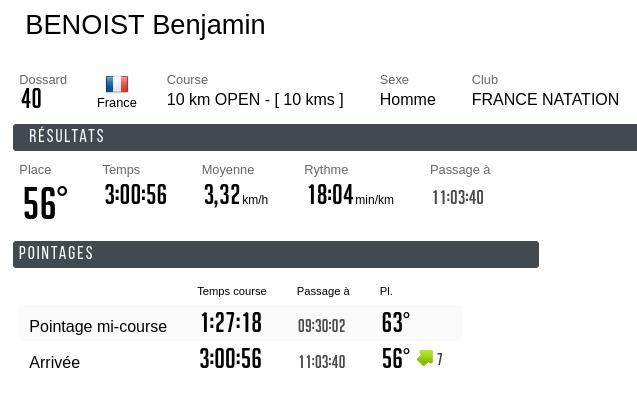 BENOIST Benjamin
Dossard Course Sexe Club
40 France 10 km OPEN - [ 10 kms ] Homme FRANCE NATATION
RÉSULTATS
Place Temps Moyenne Rythme Passage à
56° 3:00:56 3,32 km/h 18:04 min/km 11:03:40
POINTAGES
Temps course Passage à Pl.
Pointage mi-course 1:27:18 09:30:02 63°
Arrivée 3:00:56 11:03:40 56° 7